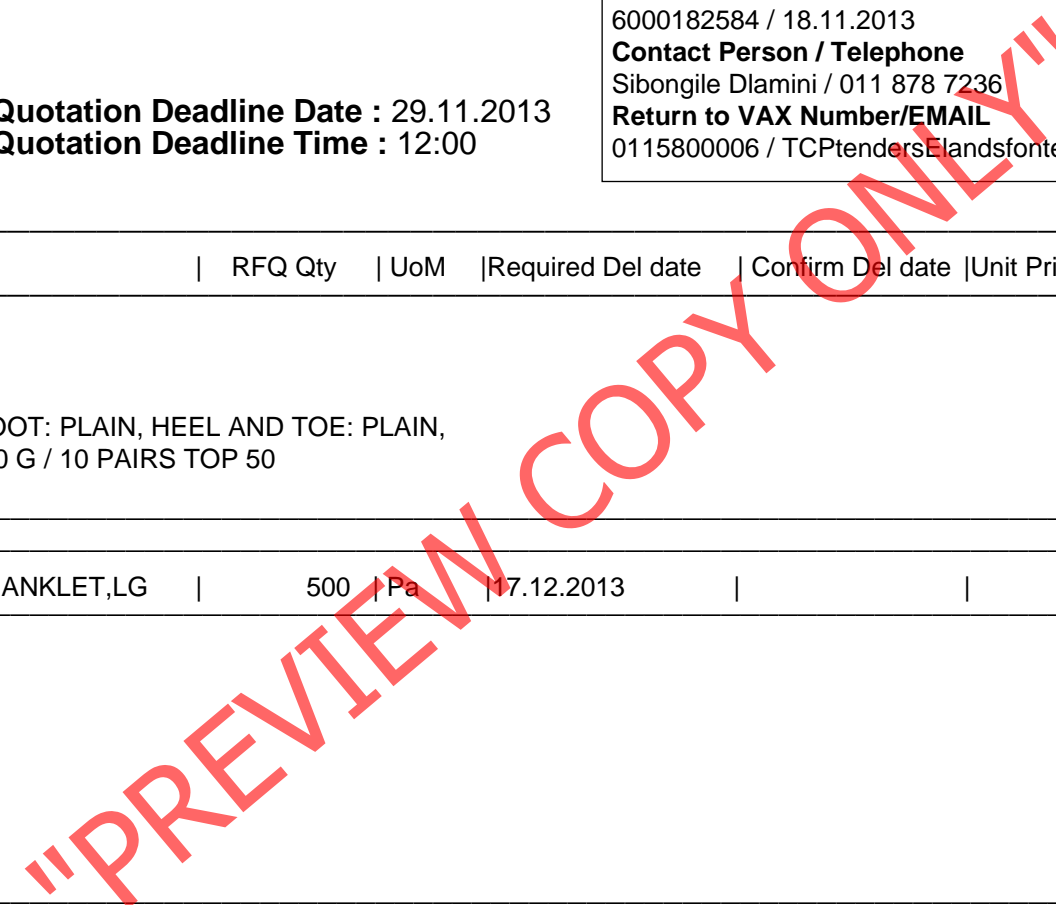 6000182584 / 18.11.2013
Contact Person / Telephone
Sibongile Dlamini / 011 878 7236
Quotation Deadline Date : 29.11.2013
Return to VAX Number/EMAIL
Quotation Deadline Time : 12:00
0115800006 / TCPtendersElandsfonte
| RFQ Qty | UoM |Required Del date | Confirm Del date |Unit Pri
OOT: PLAIN, HEEL AND TOE: PLAIN,
0 G / 10 PAIRS TOP 50
ANKLET,LG | 500 | Pa |17.12.2013 | |
"PREVIEW COPY ONLY"